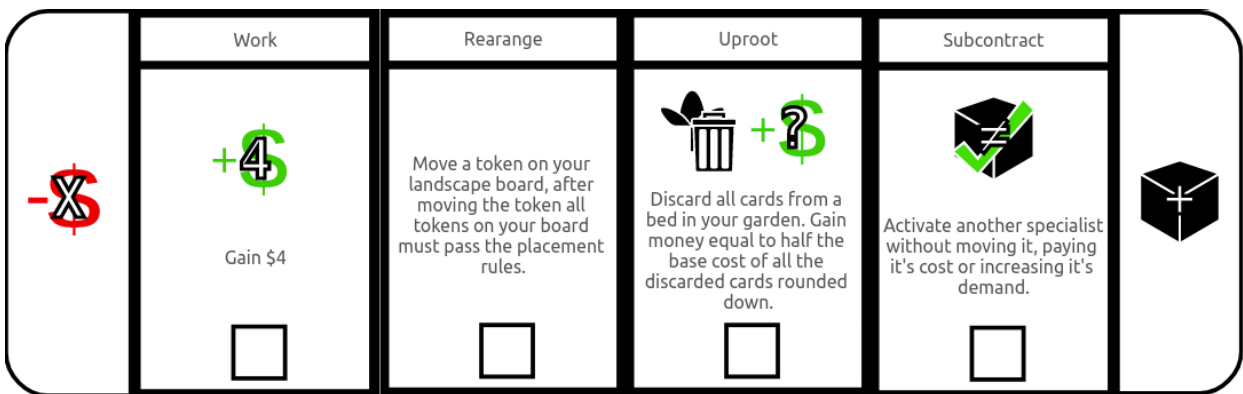 Work
Rearange
Uproot
Subcontract
-X$
+4$
Gain $4
Move a token on your
landscape board, after
moving the token all
tokens on your board
must pass the placement
rules.
+?$
Discard all cards from a
bed in your garden. Gain
money equal to half the
base cost of all the
discarded cards rounded
down.
≠
Activate another specialist
without moving it, paying
it's cost or increasing it's
demand.
+